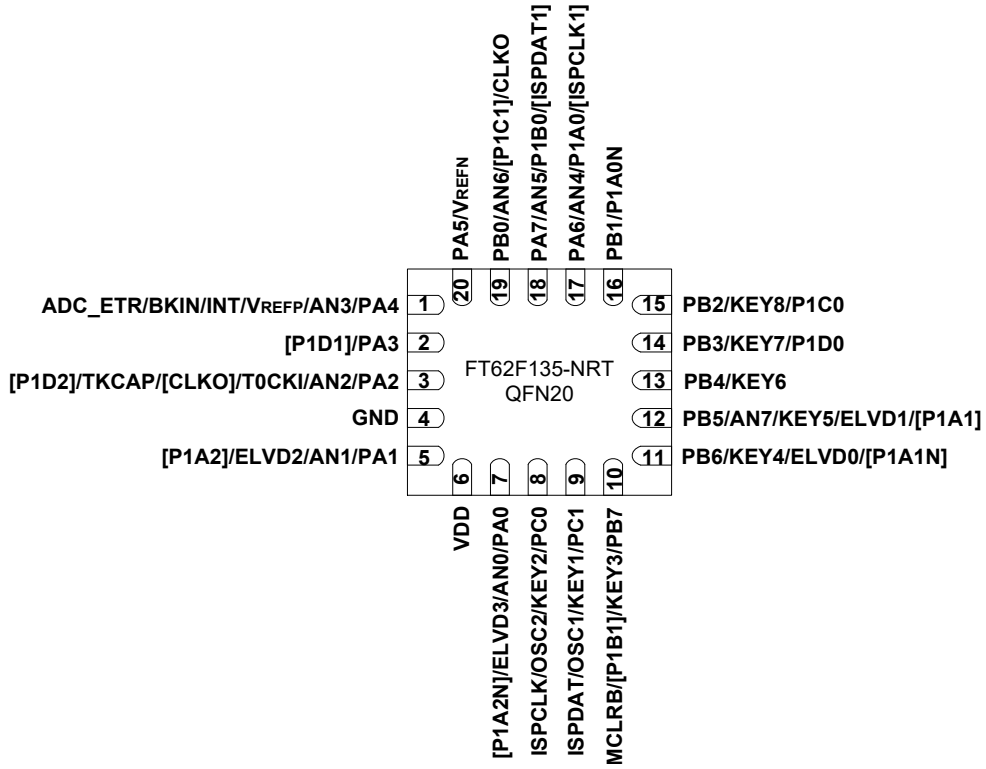 PA5/VREFN
PB0/AN6/[P1C1]/CLKO
PA7/AN5/P1B0/[ISPDAT1]
PA6/AN4/P1A0/[ISPCLK1]
PB1/P1A0N
20
19
18
17
16
ADC_ETR/BKIN/INT/VREFP/AN3/PA4
1
15
PB2/KEY8/P1C0
[P1D1]/PA3
2
14
PB3/KEY7/P1D0
[P1D2]/TKCAP/[CLKO]/T0CKI/AN2/PA2
3
FT62F135-NRT
QFN20
13
PB4/KEY6
GND
4
12
PB5/AN7/KEY5/ELVD1/[P1A1]
[P1A2]/ELVD2/AN1/PA1
5
11
PB6/KEY4/ELVD0/[P1A1N]
6
7
8
9
10
VDD
[P1A2N]/ELVD3/AN0/PA0
ISPCLK/OSC2/KEY2/PC0
ISPDAT/OSC1/KEY1/PC1
MCLRB/[P1B1]/KEY3/PB7